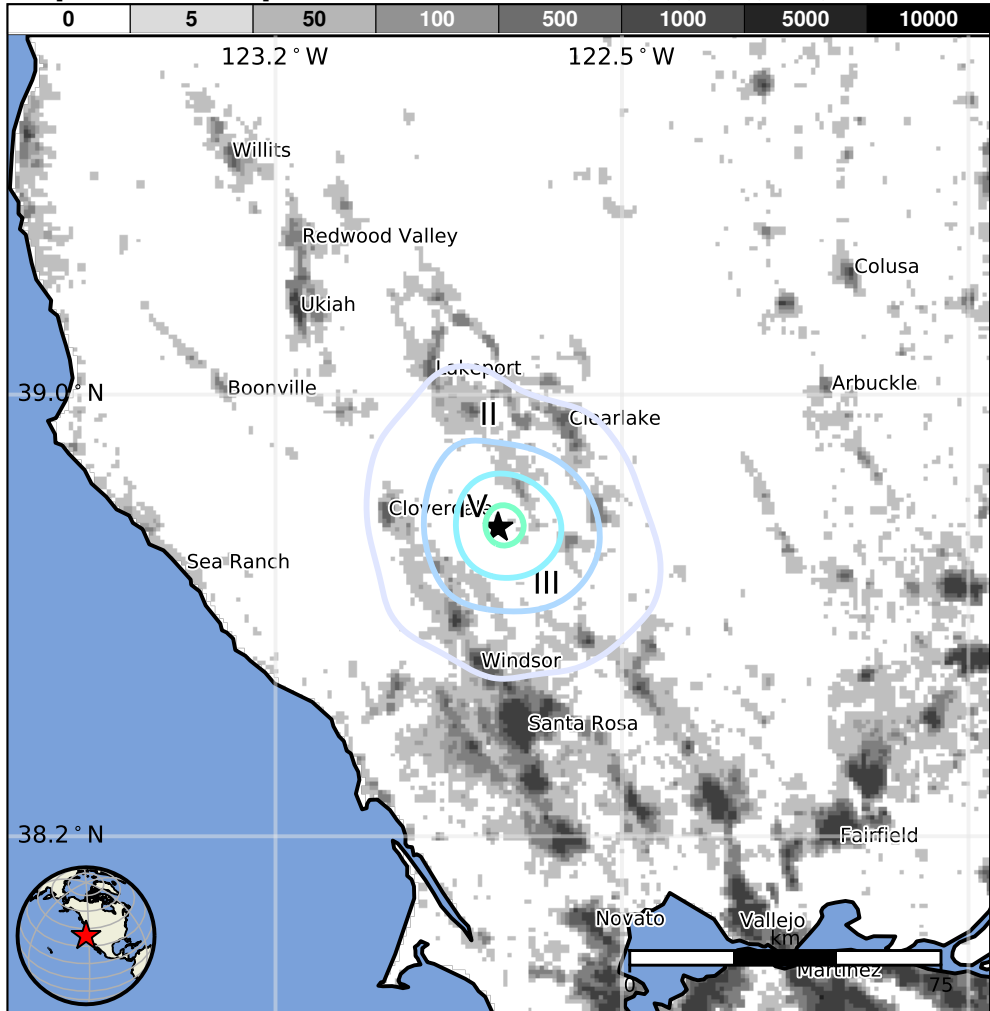 0 5 50 100 500 1000 5000 10000
123.2°W 122.5°W
Willits
Redwood Valley
Colusa
Ukiah
Lakeport
Arbuckle
39.0°N
Boonville
II
Clearlake
IV
Cloverdale
Sea Ranch
III
Windsor
Santa Rosa
38.2°N
Fairfield
Novato
Vallejo
km
Martinez
0 75